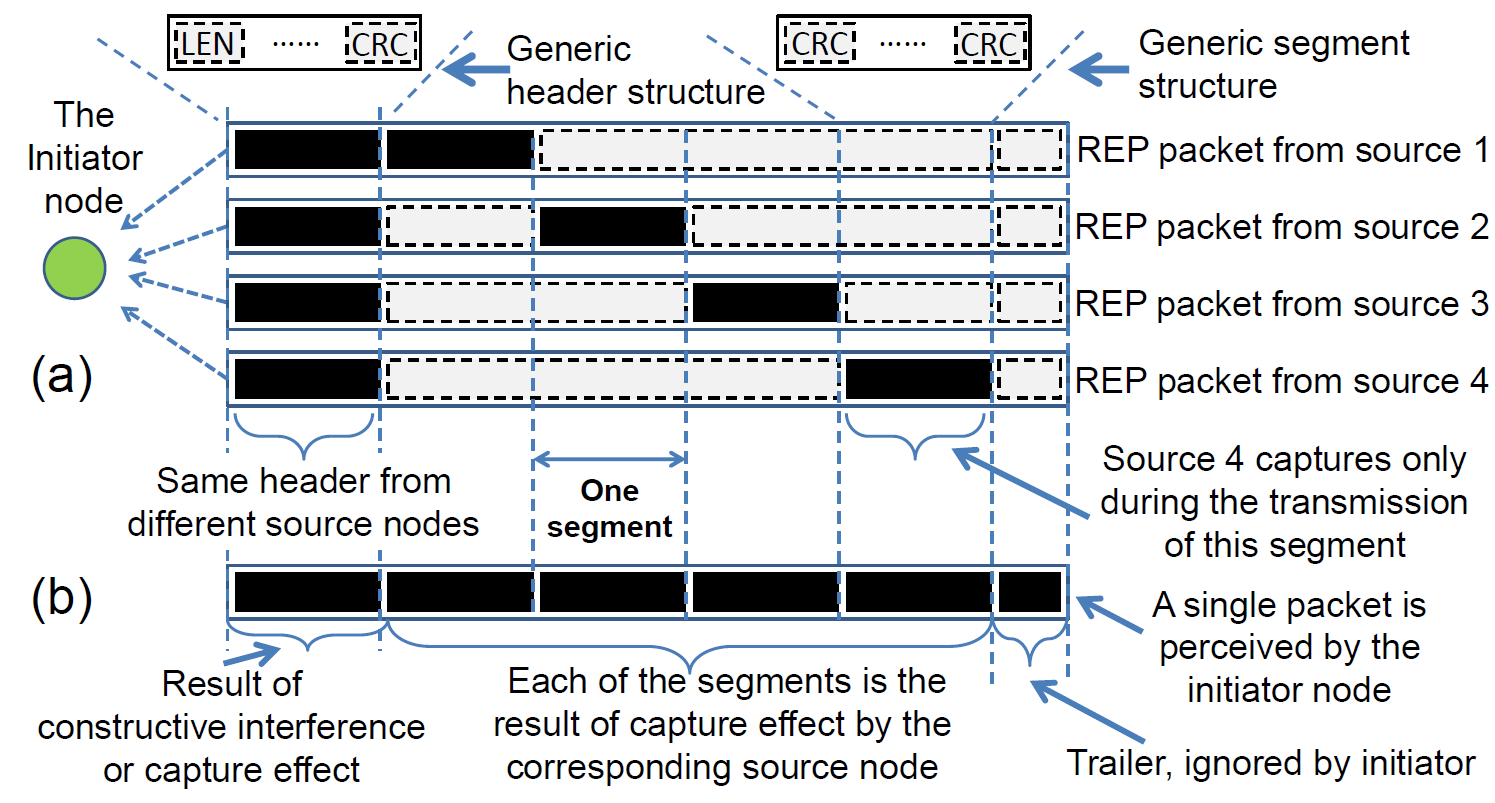 LEN ...... CRC
Generic
header structure
CRC ...... CRC
Generic segment
structure
The
Initiator
node
REP packet from source 1
REP packet from source 2
REP packet from source 3
REP packet from source 4
(a)
Same header from
different source nodes
One
segment
Source 4 captures only
during the transmission
of this segment
(b)
A single packet is
perceived by the
initiator node
Result of
constructive interference
or capture effect
Each of the segments is the
result of capture effect by the
corresponding source node
Trailer, ignored by initiator